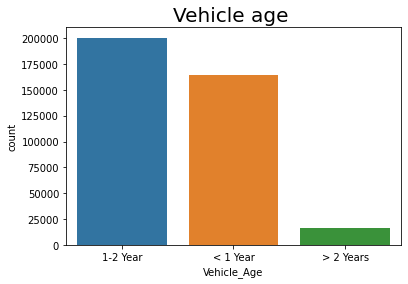 Vehicle age
200000
175000
150000
125000
100000
75000
50000
25000
0
count
1-2 Year
< 1 Year
> 2 Years
Vehicle_Age